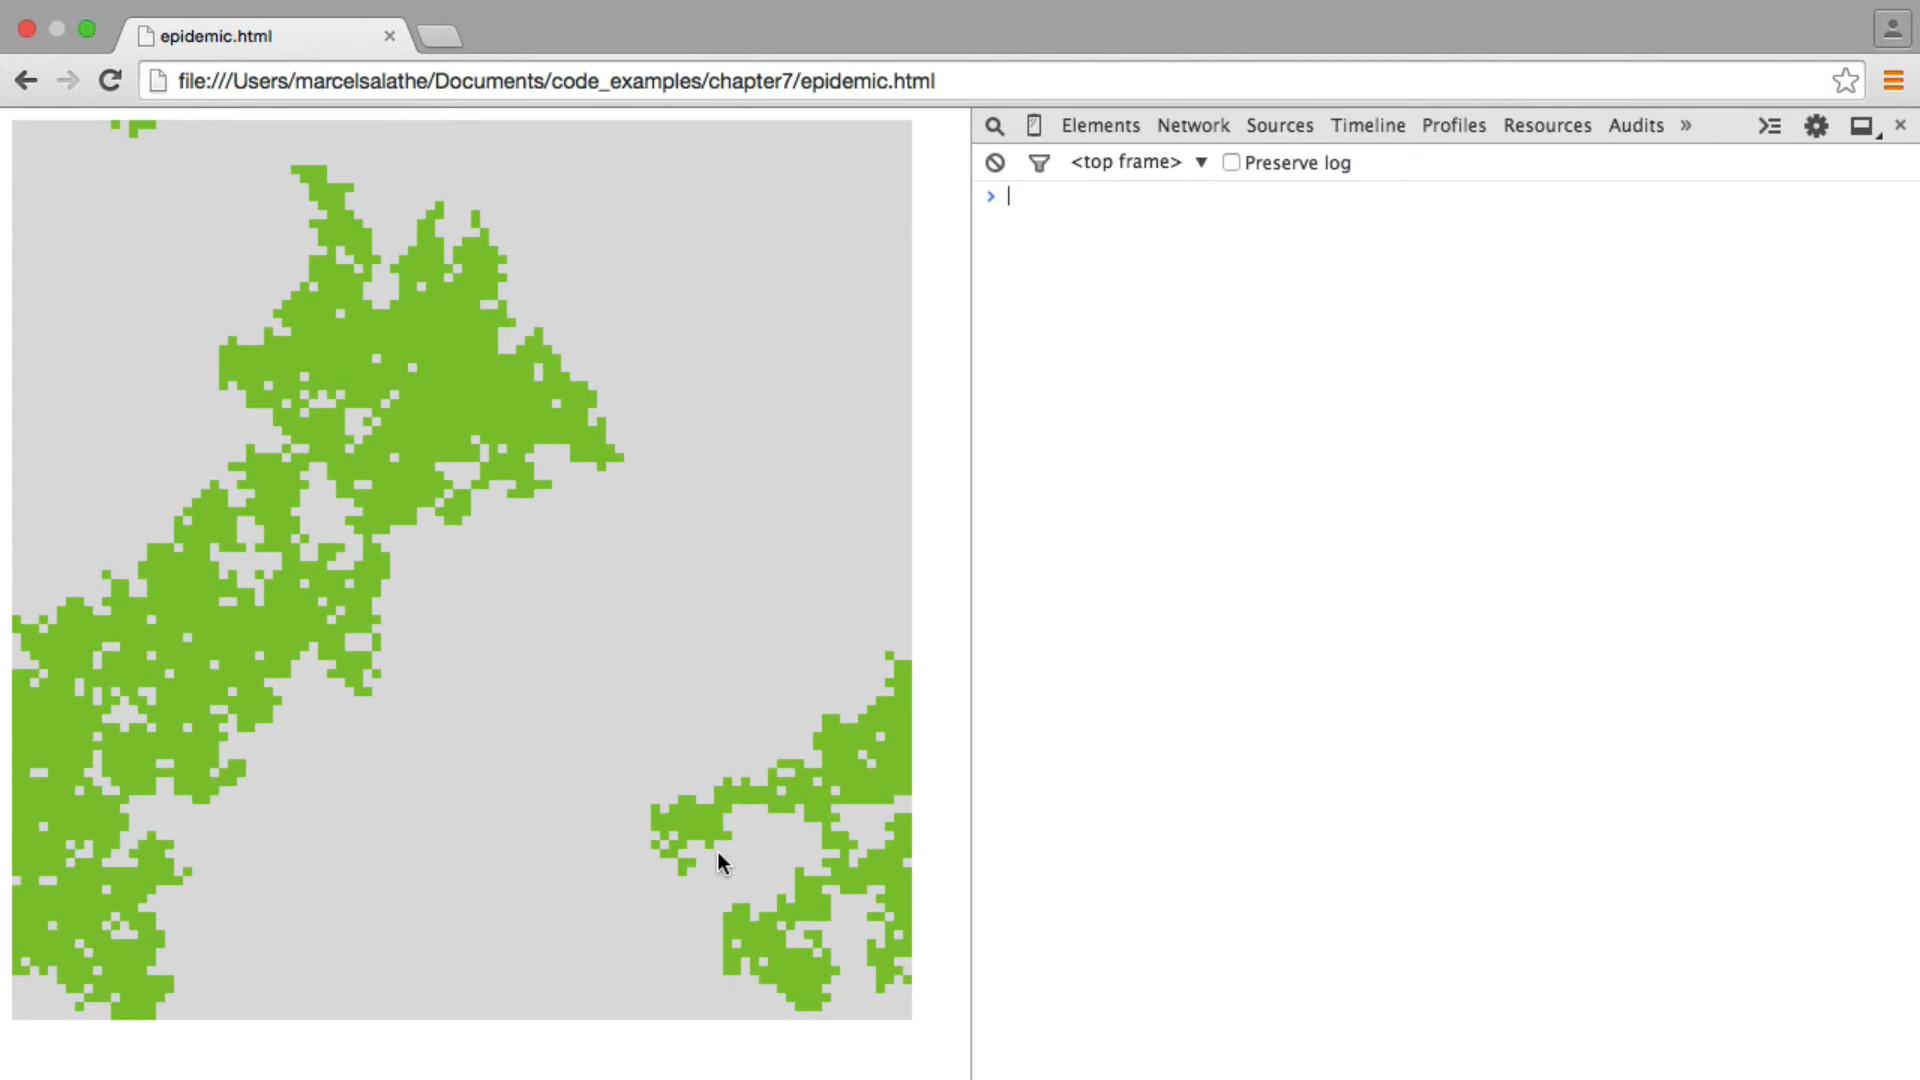 epidemic.html
file:///Users/marcelsalathe/Documents/code_examples/chapter7/epidemic.html
Elements Network Sources Timeline Profiles Resources Audits »
<top frame> ▼ Preserve log